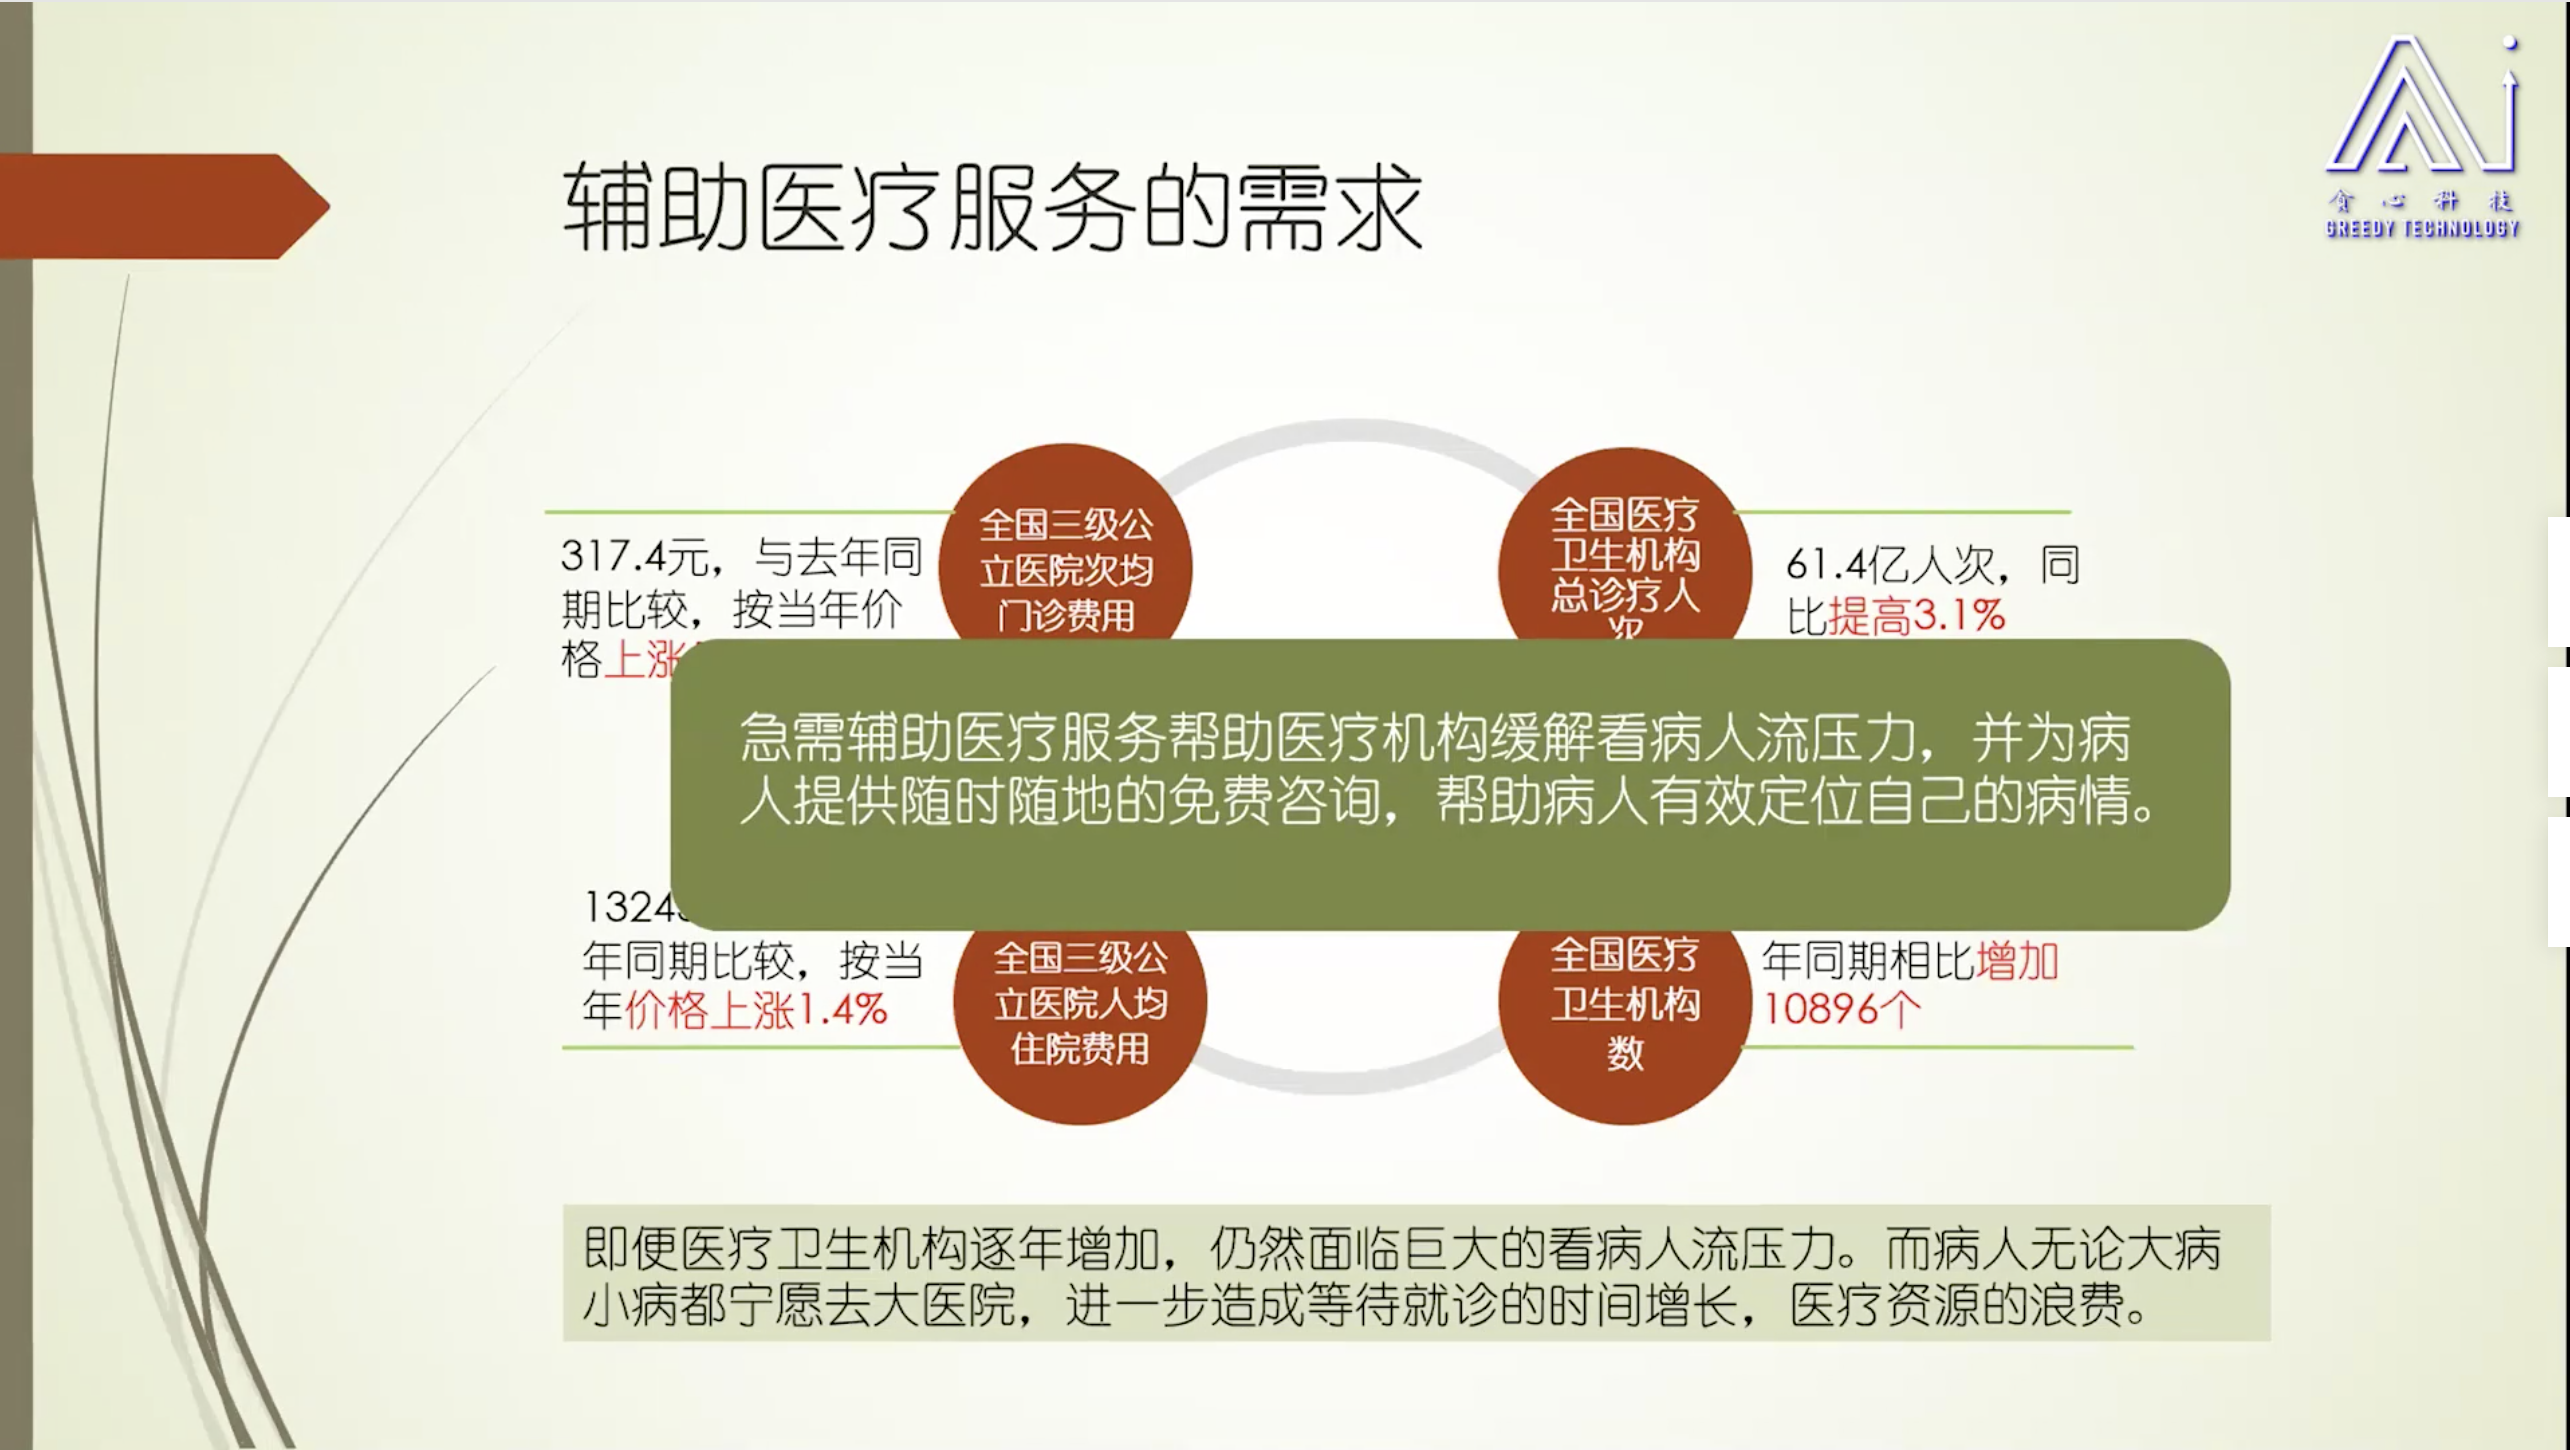 贪心科技
GREEDY TECHNOLOGY
辅助医疗服务的需求
317.4元，与去年同
期比较，按当年价
格上涨
全国三级公
立医院次均
门诊费用
全国医疗
卫生机构
总诊疗人
次
61.4亿人次，同
比提高3.1%
急需辅助医疗服务帮助医疗机构缓解看病人流压力，并为病
人提供随时随地的免费咨询，帮助病人有效定位自己的病情。
1324
年同期比较，按当
年价格上涨1.4%
全国三级公
立医院人均
住院费用
全国医疗
卫生机构
数
年同期相比增加
10896个
即便医疗卫生机构逐年增加，仍然面临巨大的看病人流压力。而病人无论大病
小病都宁愿去大医院，进一步造成等待就诊的时间增长，医疗资源的浪费。